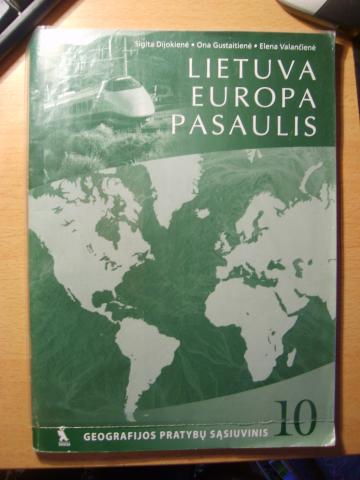 Sigita Dijokienė • Ona Gustaitienė • Elena Valančienė
LIETUVA
EUROPA
PASAULIS
GEOGRAFIJOS PRATYBŲ SĄSIUVINIS 10